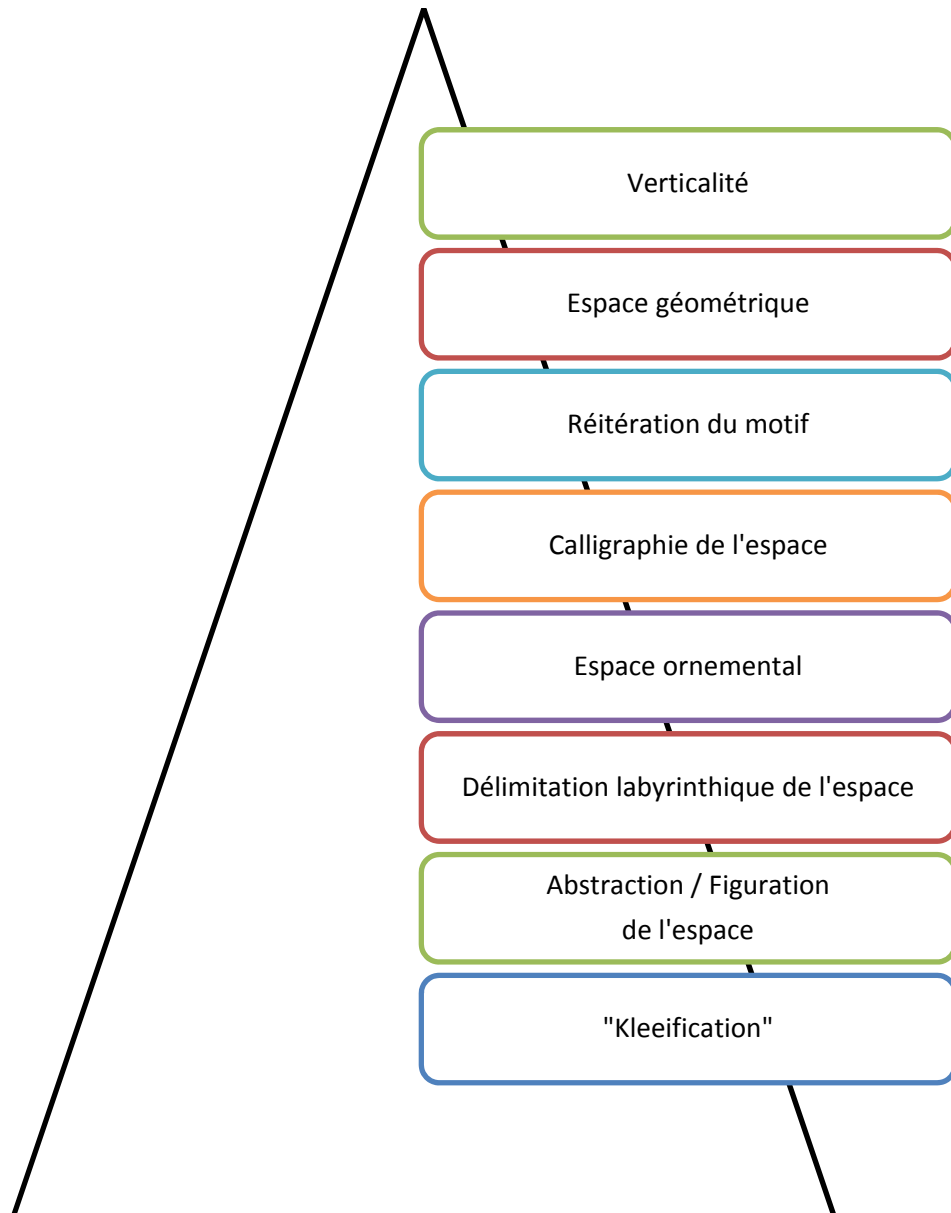 Verticalité
Espace géométrique
Réitération du motif
Calligraphie de l'espace
Espace ornemental
Délimitation labyrinthique de l'espace
Abstraction / Figuration
de l'espace
"Kleeification"